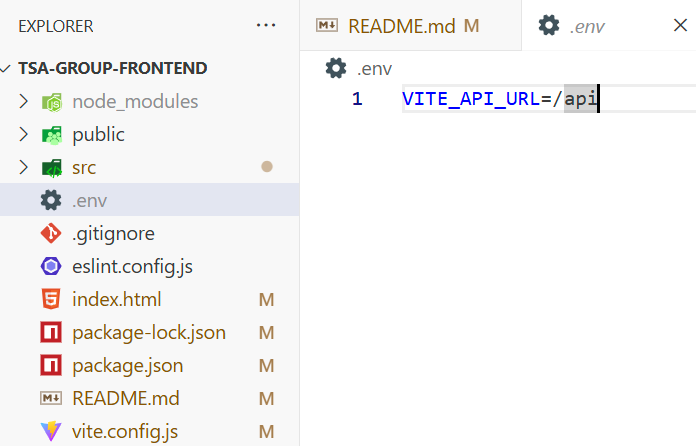 EXPLORER
TSA-GROUP-FRONTEND
node_modules
public
src
.env
.gitignore
eslint.config.js
index.html M
package-lock.json M
package.json M
README.md M
vite.config.js M
README.md M
.env
.env
1 VITE_API_URL=/api